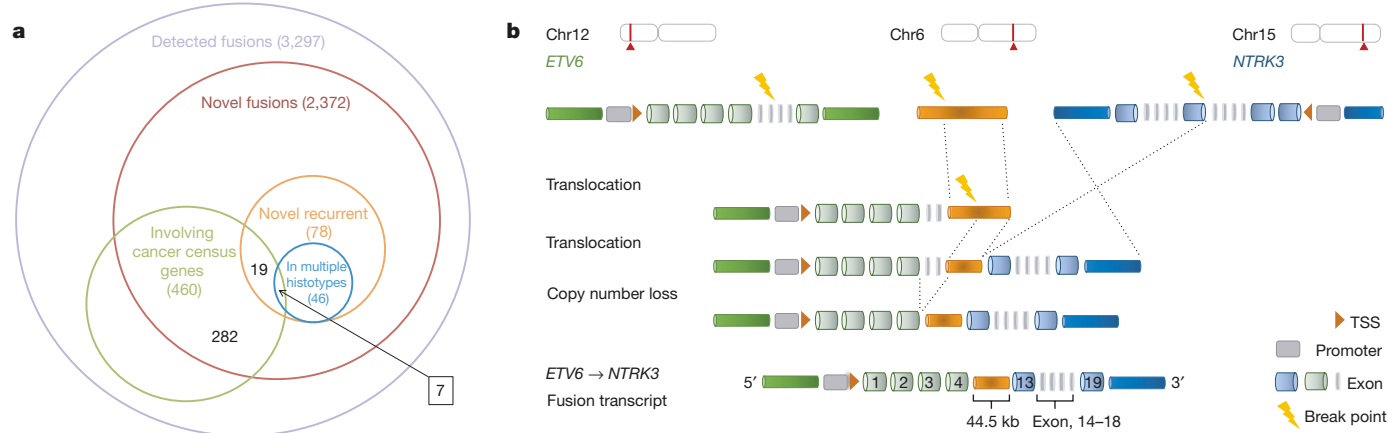 a
Detected fusions (3,297)
Novel fusions (2,372)
Novel recurrent
(78)
Involving
cancer census
genes
(460)
19
In multiple
histotypes
(46)
282
7
b
Chr12
Chr6
Chr15
ETV6
NTRK3
Translocation
Translocation
Copy number loss
TSS
Promoter
Exon
Break point
ETV6 → NTRK3
Fusion transcript
5′
1
2
3
4
13
19
3′
44.5 kb
Exon, 14–18